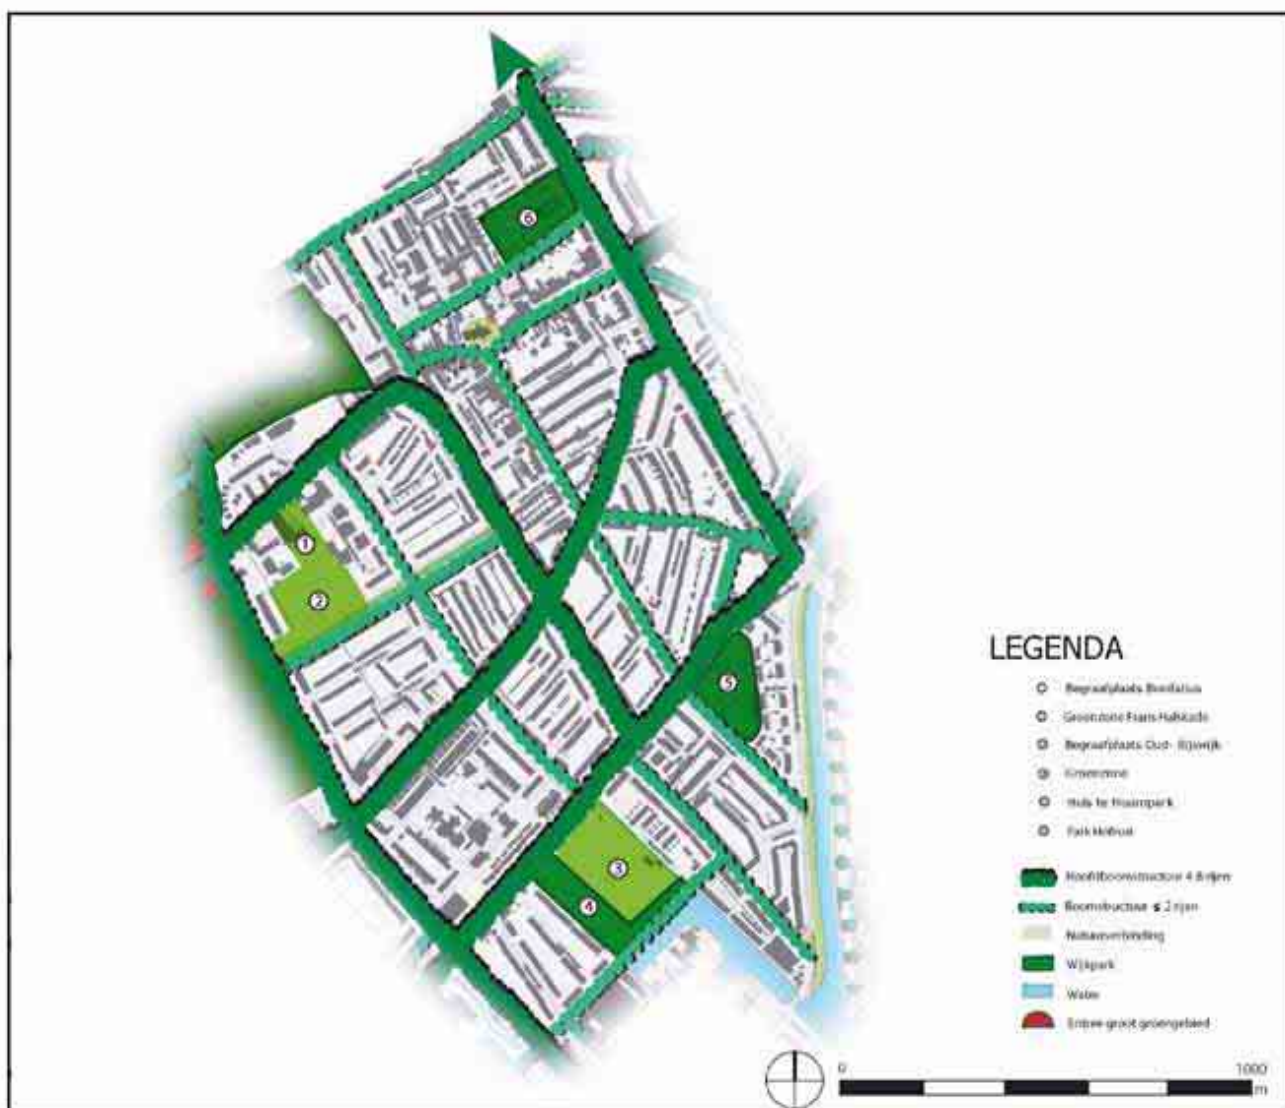 6
1
2
5
3
4
LEGENDA
Begraafplaats Bonifatius
Groenzone Frans Halskade
Begraafplaats Oud- Rijswijk
Groenzone
Huis te Hoornpark
Park Hofrust
Hoofdboomstructuur 4-8 rijen
Boomstructuur ≤ 2 rijen
Natuurverbinding
Wijkpark
Water
Entree groot groengebied
0 1000
m